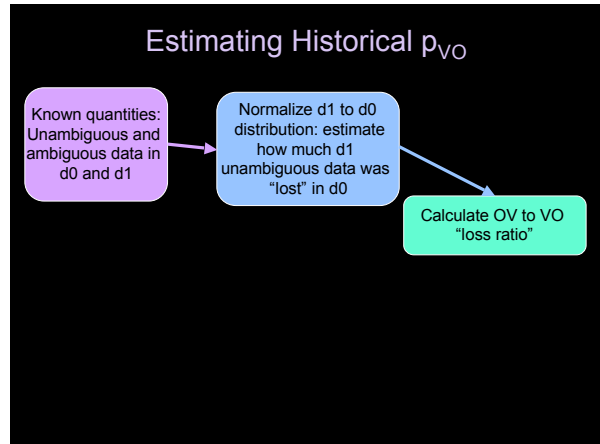 Estimating Historical pVO
Known quantities:
Unambiguous and
ambiguous data in
d0 and d1
Normalize d1 to d0
distribution: estimate
how much d1
unambiguous data was
“lost” in d0
Calculate OV to VO
“loss ratio”